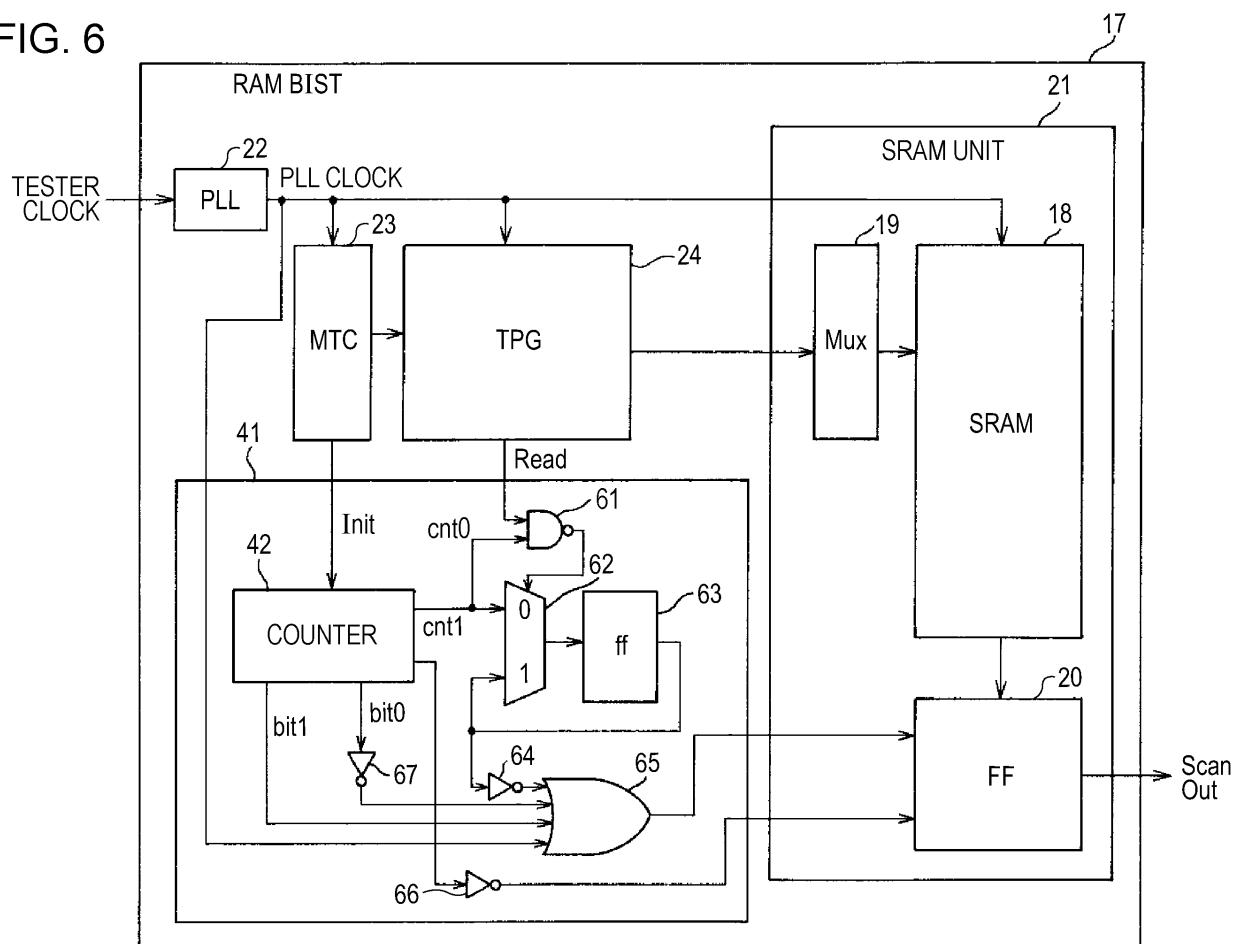 FIG. 6
17
RAM BIST
21
SRAM UNIT
22
TESTER
CLOCK
PLL
PLL CLOCK
23
24
19
18
MTC
TPG
Mux
SRAM
41
Read
61
Init
cnt0
42
62
63
COUNTER
cnt1
0
1
ff
bit1
bit0
67
64
65
20
FF
Scan
Out
66